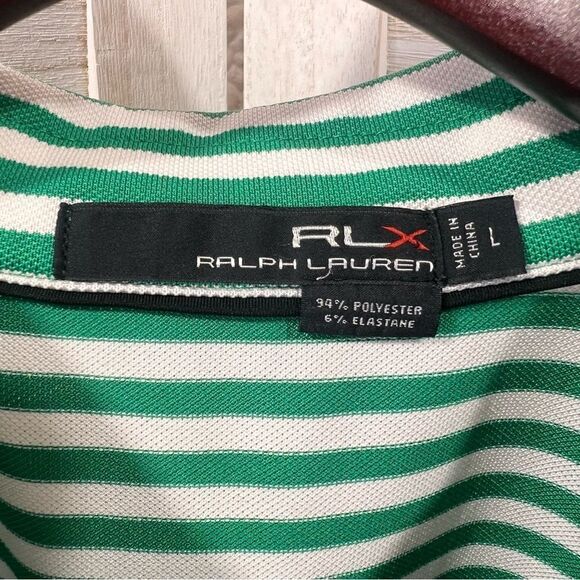 RLX
RALPH LAUREN
MADE IN
CHINA
L
94% POLYESTER
6% ELASTANE